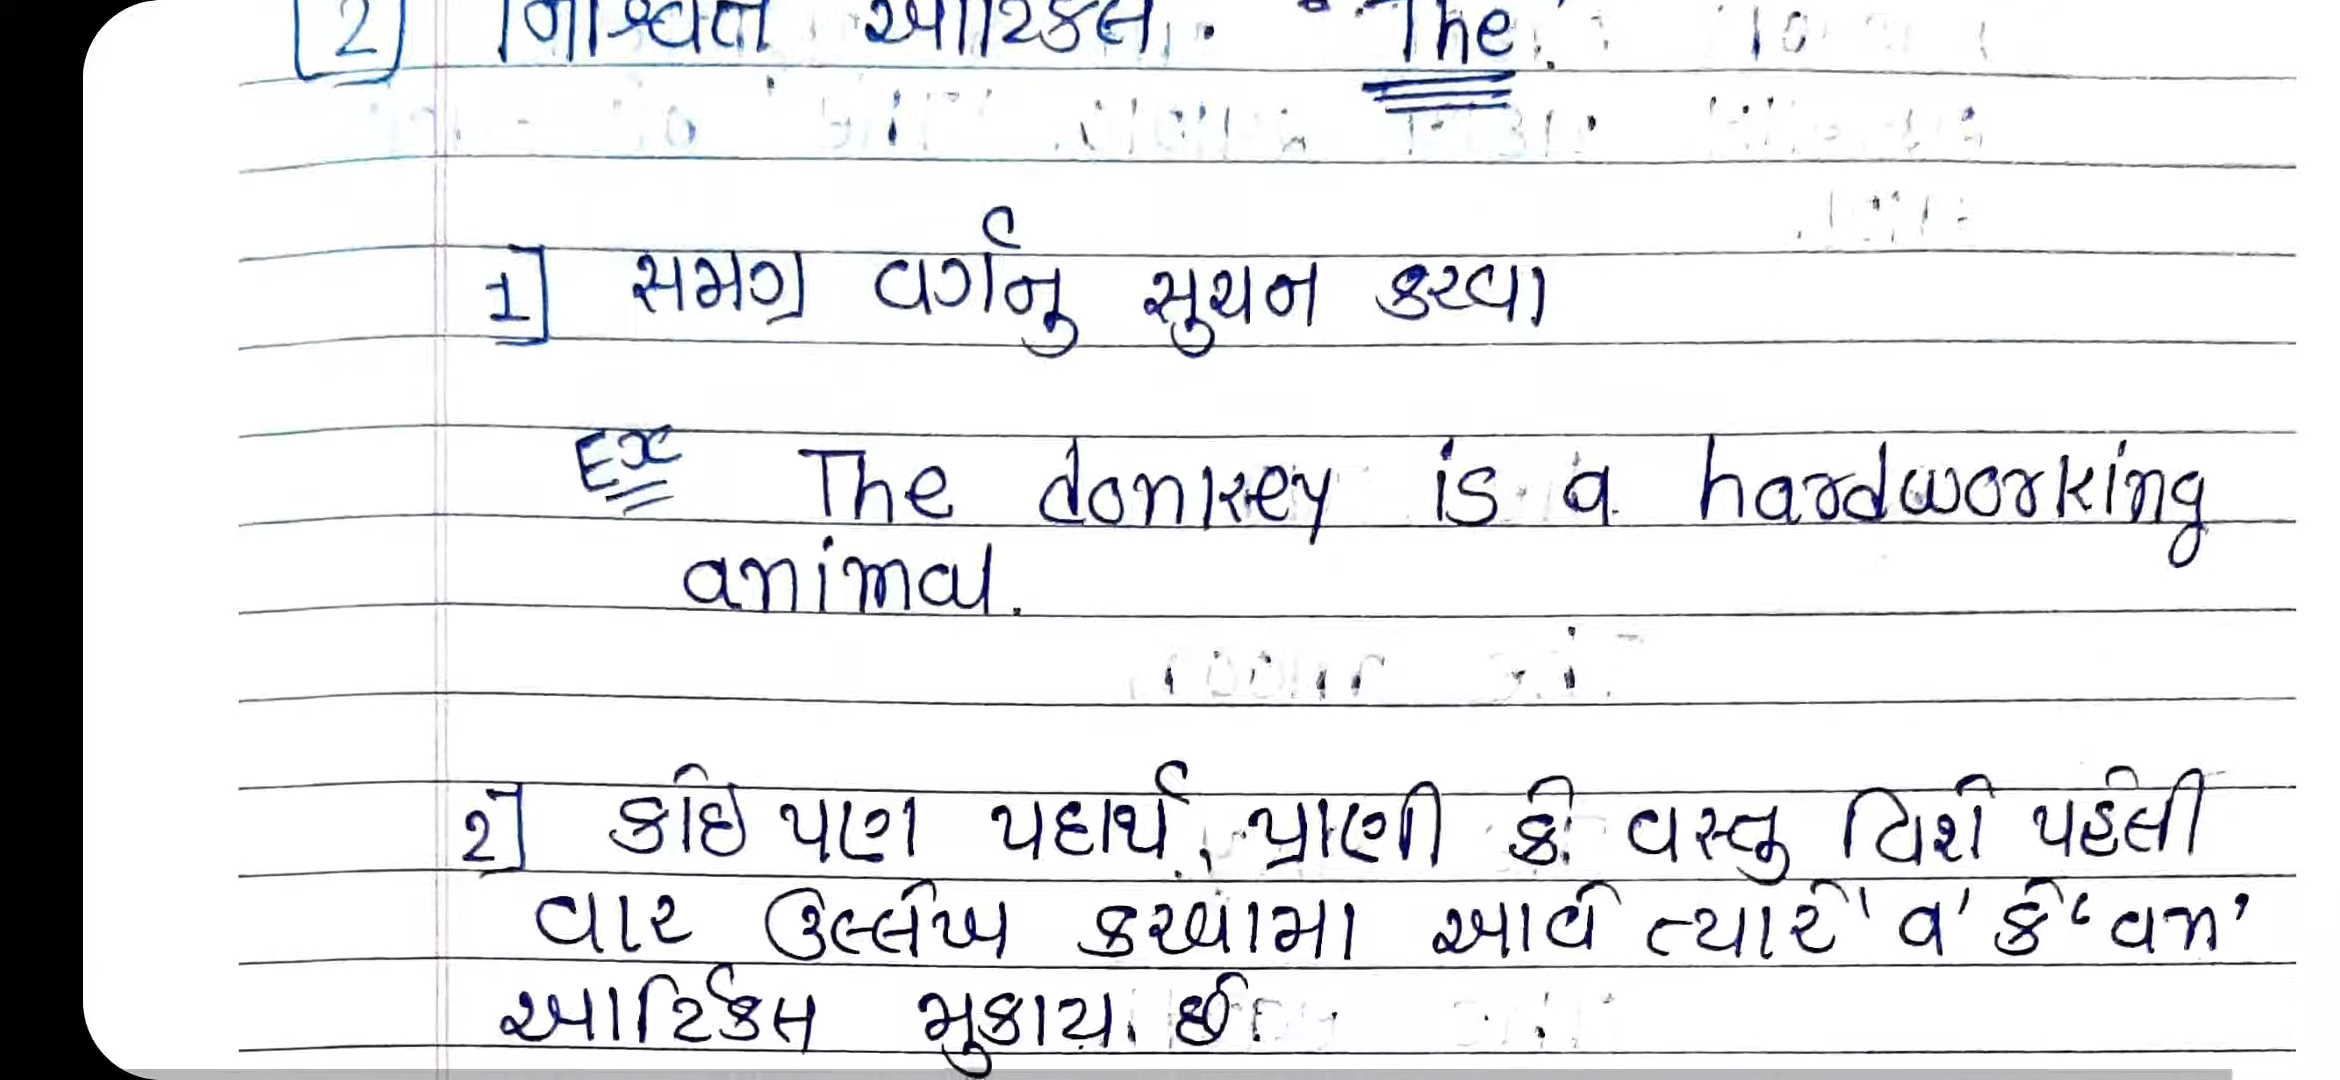 [2] નિશ્ચિત આર્ટિકલ. The.
1] સમગ્ર વર્ગનુ સુચન કરવા
Ex The donkey is a hardworking
animal.
2] કોઇ પણ પદાર્થ, પ્રાણી કે વસ્તુ વિશે પહેલી
વાર ઉલ્લેખ કરવામા આવે ત્યારે 'a' કે 'an'
આર્ટિકલ મુકાય છે.